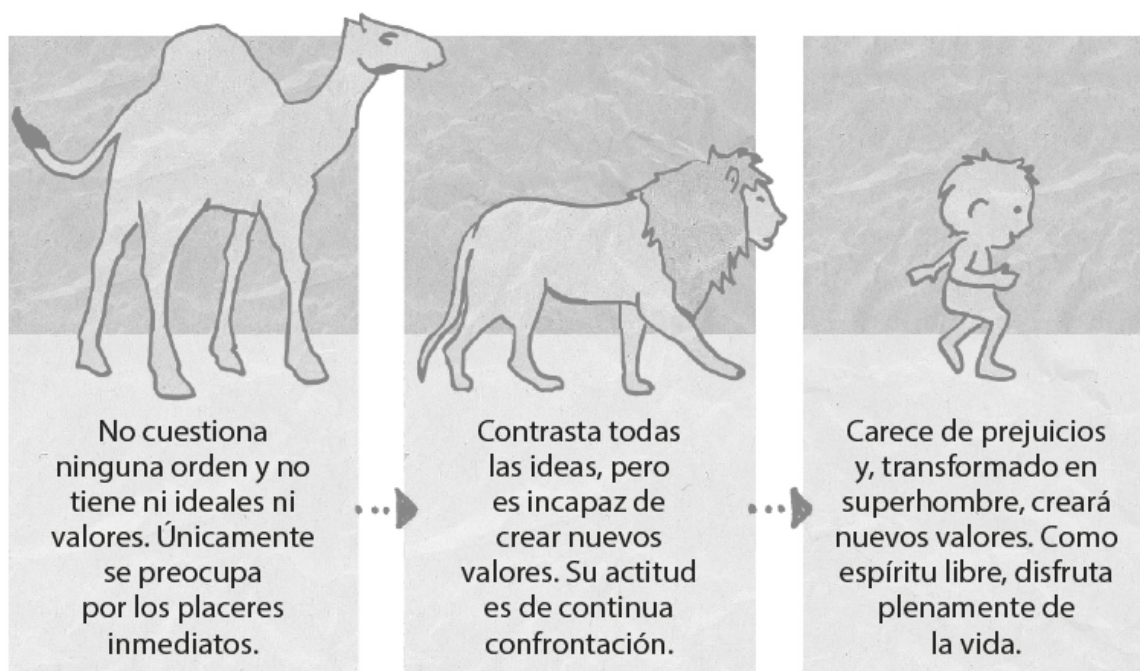 No cuestiona
ninguna orden y no
tiene ni ideales ni
valores. Únicamente
se preocupa
por los placeres
inmediatos.
Contrasta todas
las ideas, pero
es incapaz de
crear nuevos
valores. Su actitud
es de continua
confrontación.
Carece de prejuicios
y, transformado en
superhombre, creará
nuevos valores. Como
espíritu libre, disfruta
plenamente de
la vida.